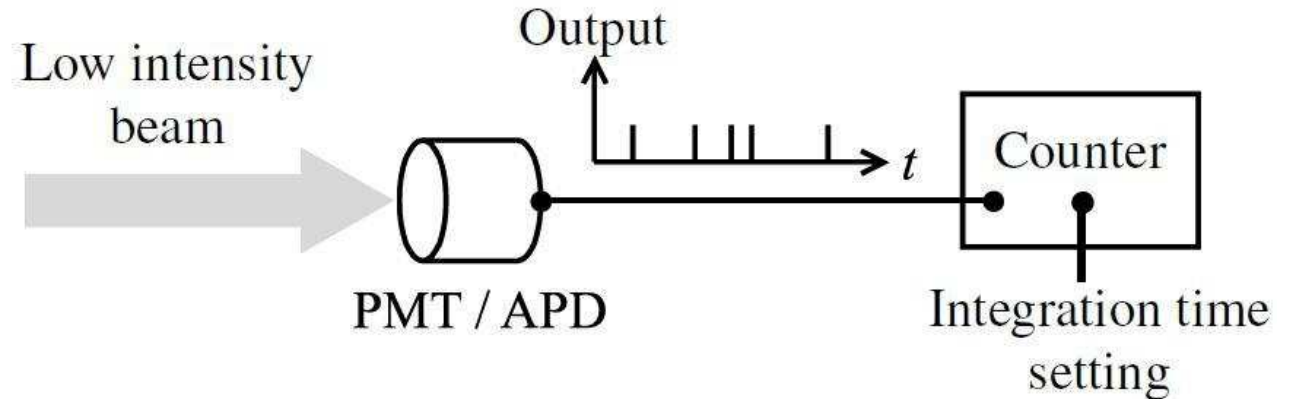 Output
Low intensity
beam
t
Counter
PMT / APD
Integration time
setting